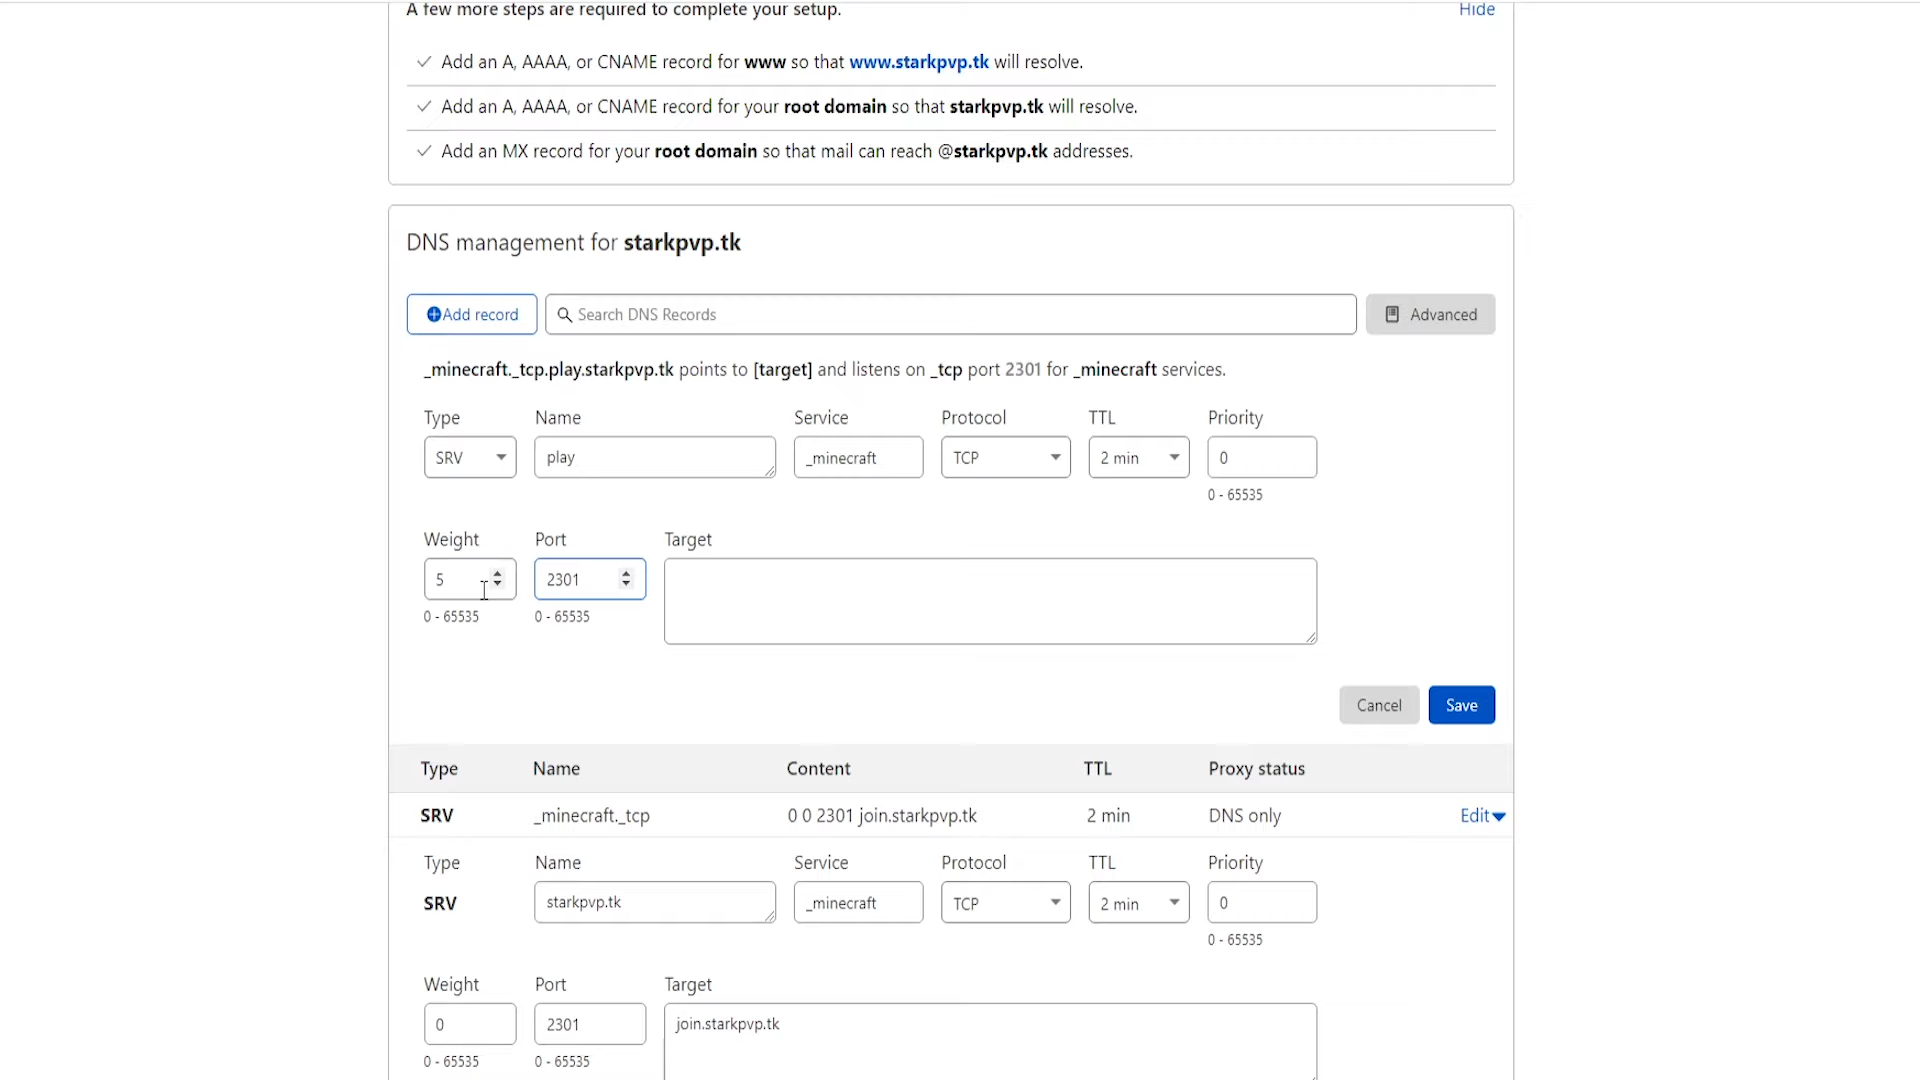 A few more steps are required to complete your setup. Hide
Add an A, AAAA, or CNAME record for www so that www.starkpvp.tk will resolve.
Add an A, AAAA, or CNAME record for your root domain so that starkpvp.tk will resolve.
Add an MX record for your root domain so that mail can reach @starkpvp.tk addresses.
DNS management for starkpvp.tk
Add record Search DNS Records Advanced
_minecraft._tcp.play.starkpvp.tk points to [target] and listens on _tcp port 2301 for _minecraft services.
Type Name Service Protocol TTL Priority
SRV play _minecraft TCP 2 min 0
0 - 65535
Weight Port Target
5 2301
0 - 65535 0 - 65535
Cancel Save
Type Name Content TTL Proxy status
SRV _minecraft._tcp 0 0 2301 join.starkpvp.tk 2 min DNS only Edit
Type Name Service Protocol TTL Priority
SRV starkpvp.tk _minecraft TCP 2 min 0
0 - 65535
Weight Port Target
0 2301 join.starkpvp.tk
0 - 65535 0 - 65535